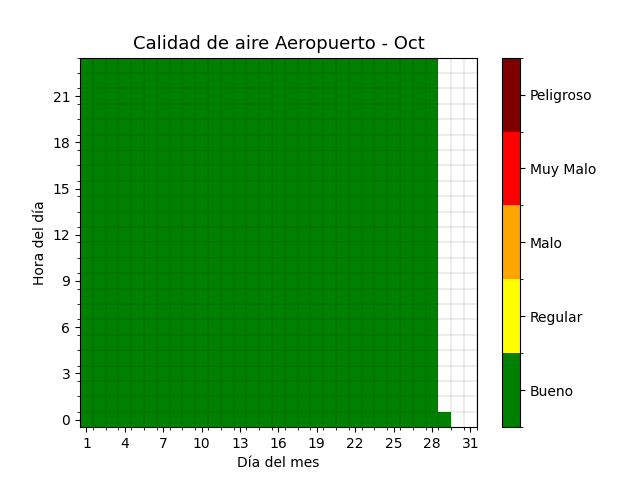 Calidad de aire Aeropuerto - Oct
Hora del día
21
18
15
12
9
6
3
0
1 4 7 10 13 16 19 22 25 28 31
Día del mes
Peligroso
Muy Malo
Malo
Regular
Bueno